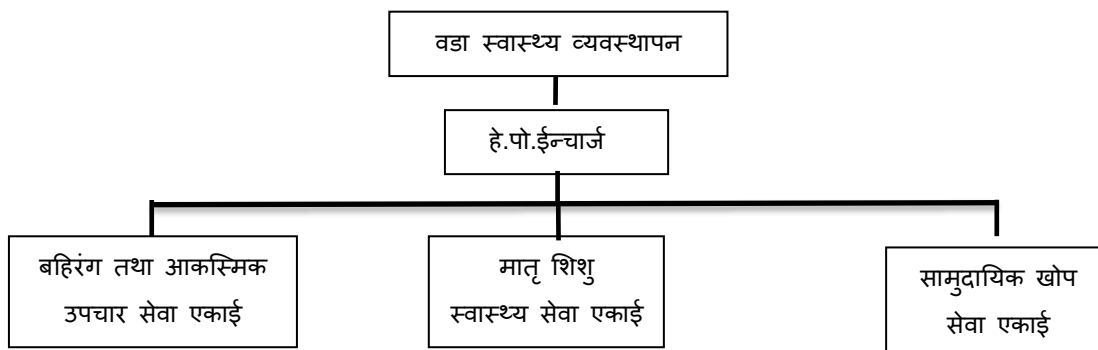 वडा स्वास्थ्य व्यवस्थापन
हे.पो.ईन्चार्ज
बहिरंग तथा आकस्मिक
उपचार सेवा एकाई
मातृ शिशु
स्वास्थ्य सेवा एकाई
सामुदायिक खोप
सेवा एकाई